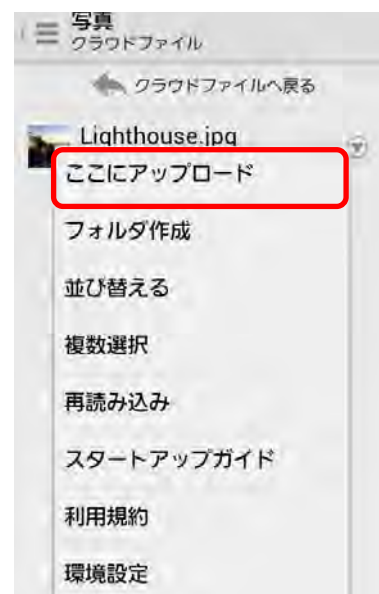 写真
クラウドファイル
クラウドファイルへ戻る
Lighthouse.jpg
ここにアップロード
フォルダ作成
並び替える
複数選択
再読み込み
スタートアップガイド
利用規約
環境設定